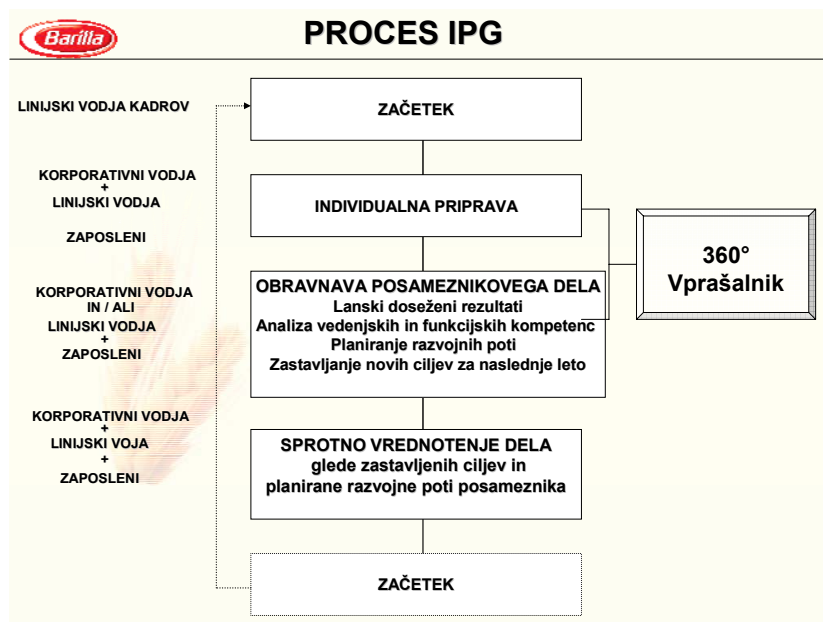 Barilla
PROCES IPG
LINIJSKI VODJA KADROV
ZAČETEK
KORPORATIVNI VODJA
+
LINIJSKI VODJA
ZAPOSLENI
INDIVIDUALNA PRIPRAVA
360°
Vprašalnik
KORPORATIVNI VODJA
IN / ALI
LINIJSKI VODJA
+
ZAPOSLENI
OBRAVNAVA POSAMEZNIKOVEGA DELA
Lanski doseženi rezultati
Analiza vedenjskih in funkcijskih kompetenc
Planiranje razvojnih poti
Zastavljanje novih ciljev za naslednje leto
KORPORATIVNI VODJA
+
LINIJSKI VOJA
+
ZAPOSLENI
SPROTNO VREDNOTENJE DELA
glede zastavljenih ciljev in
planirane razvojne poti posameznika
ZAČETEK